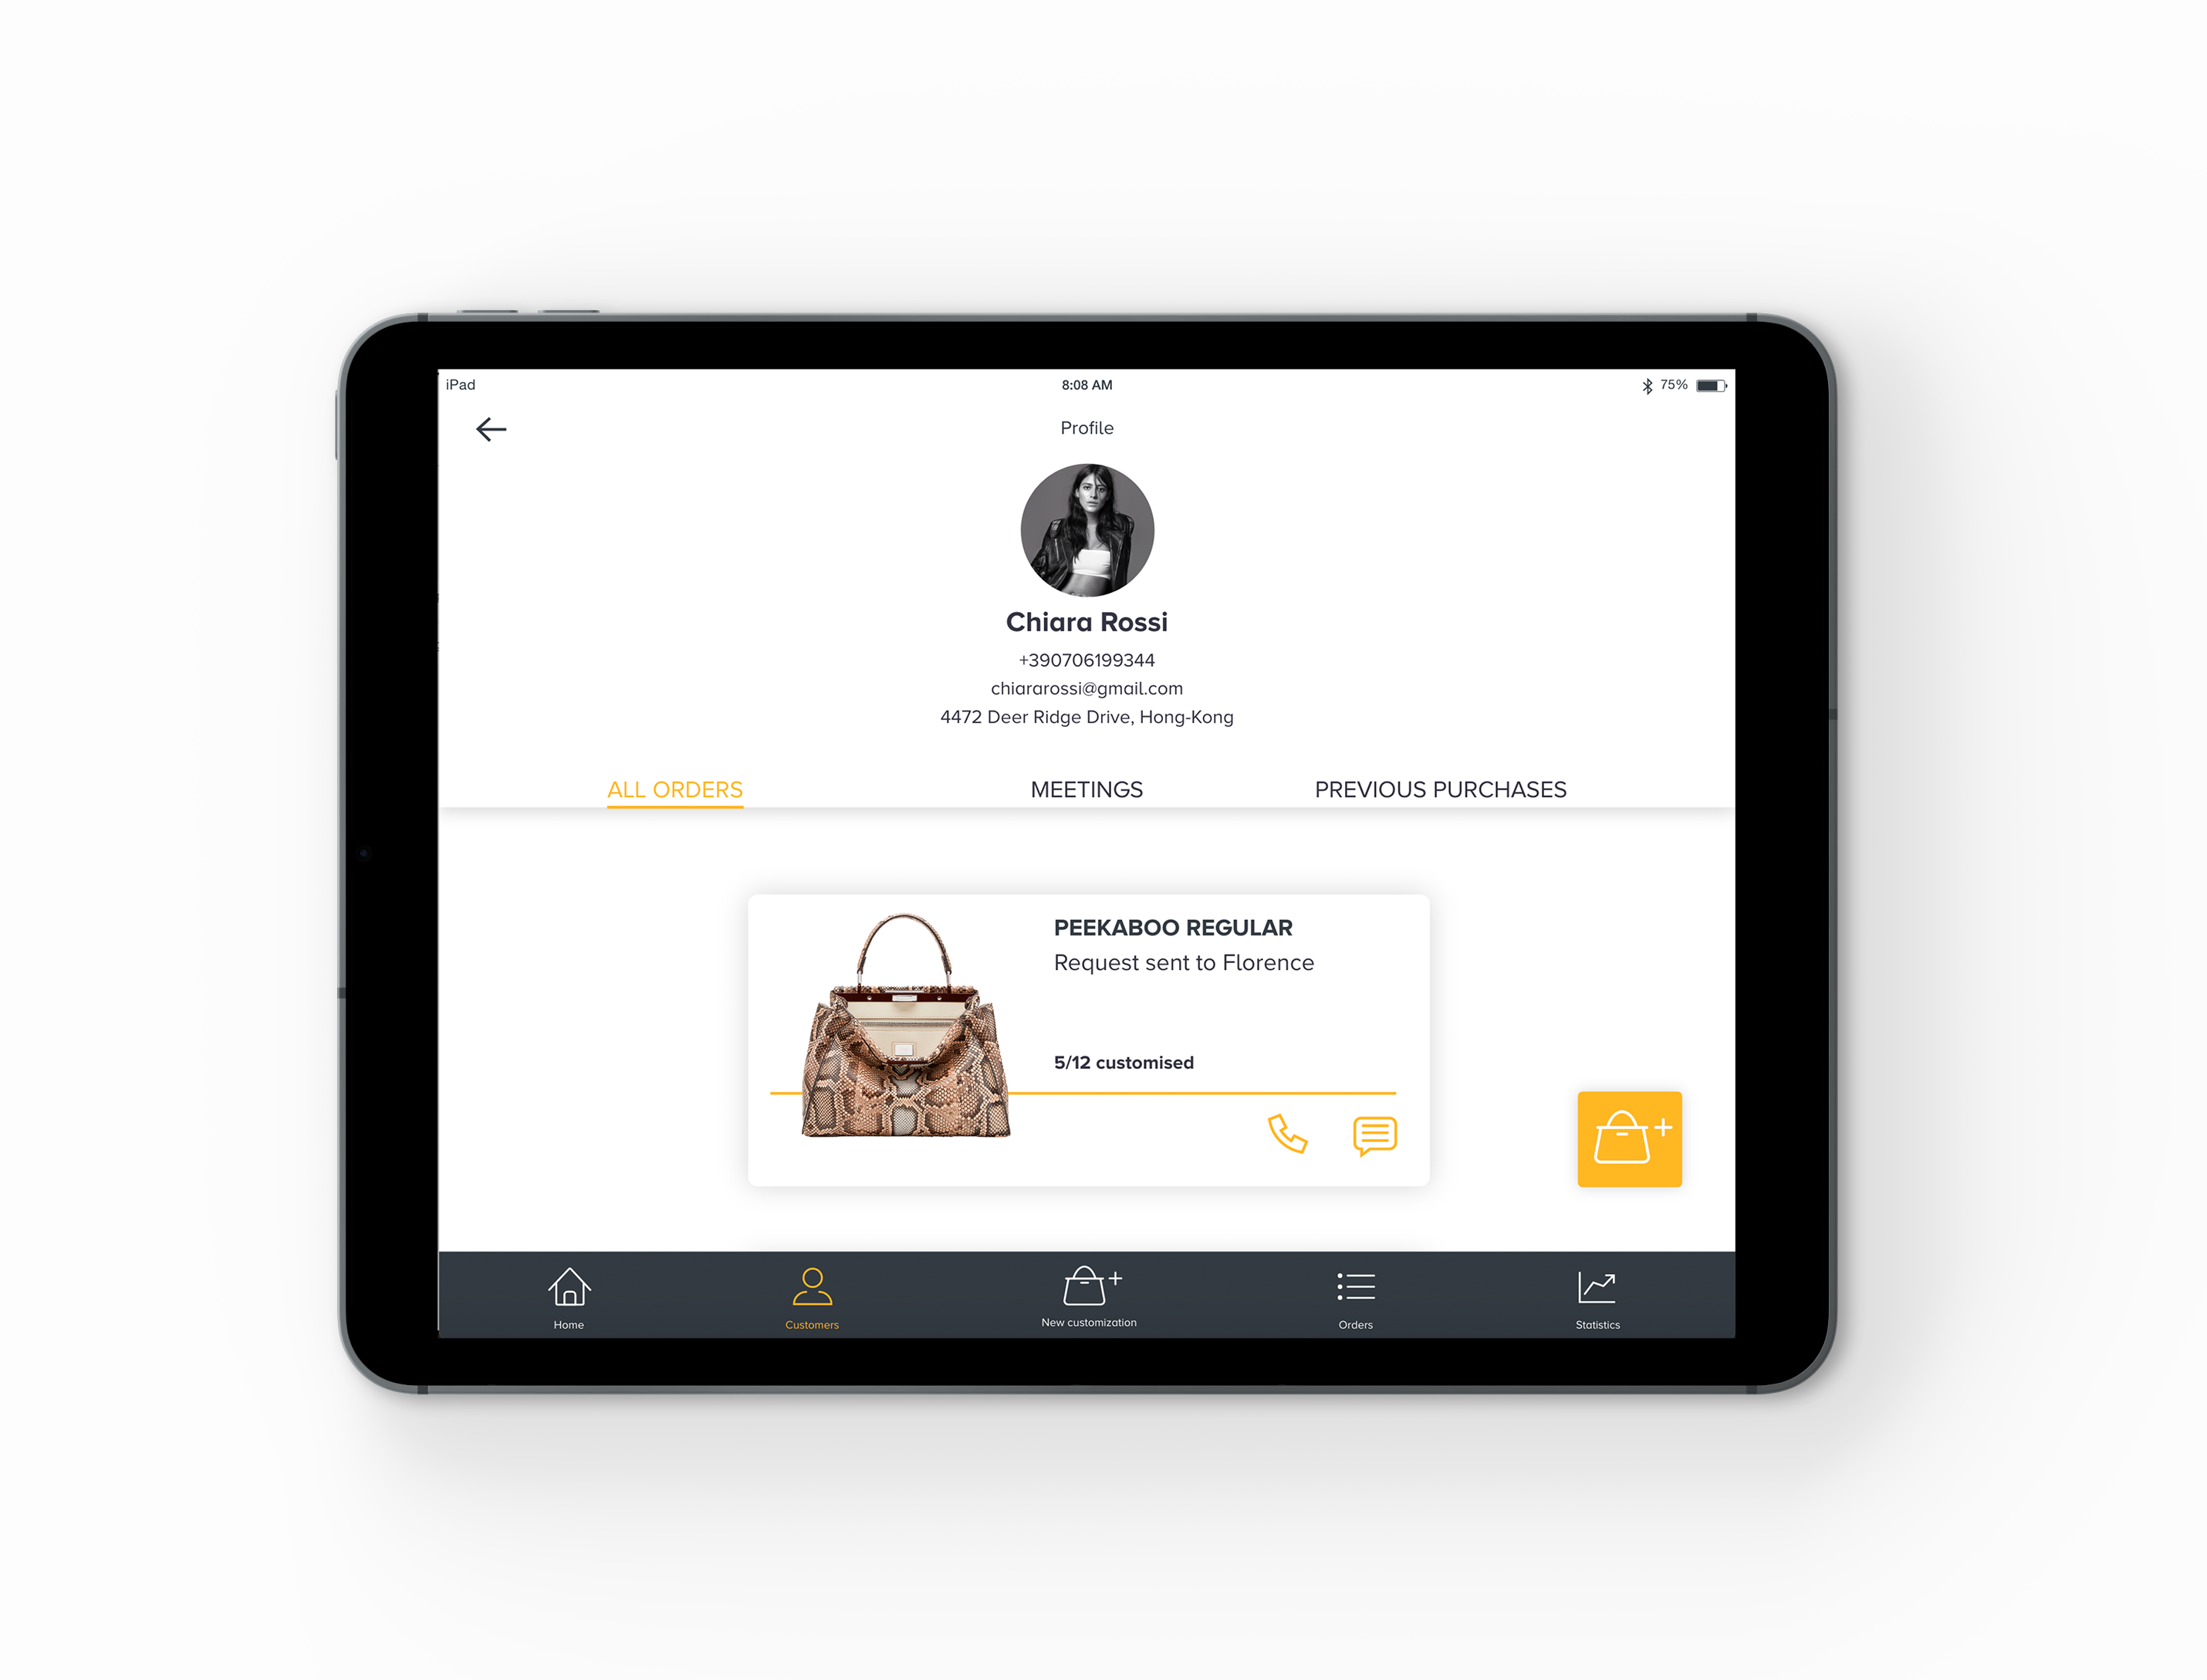 iPad
8:08 AM
75%
Profile
Chiara Rossi
+390706199344
chiararossi@gmail.com
4472 Deer Ridge Drive, Hong-Kong
ALL ORDERS
MEETINGS
PREVIOUS PURCHASES
PEEKABOO REGULAR
Request sent to Florence
5/12 customised
Home
Customers
New customization
Orders
Statistics